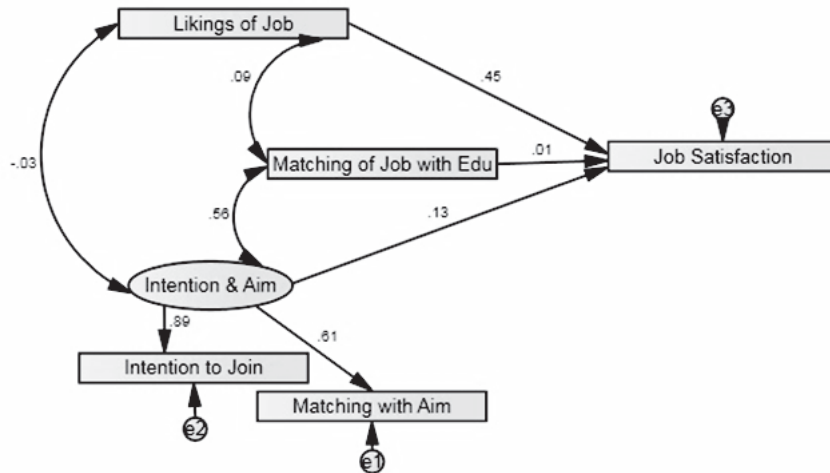 Likings of Job
.45
.09
e3
-.03
Matching of Job with Edu
.01
Job Satisfaction
.56
.13
Intention & Aim
.89
.61
Intention to Join
Matching with Aim
e2
e1